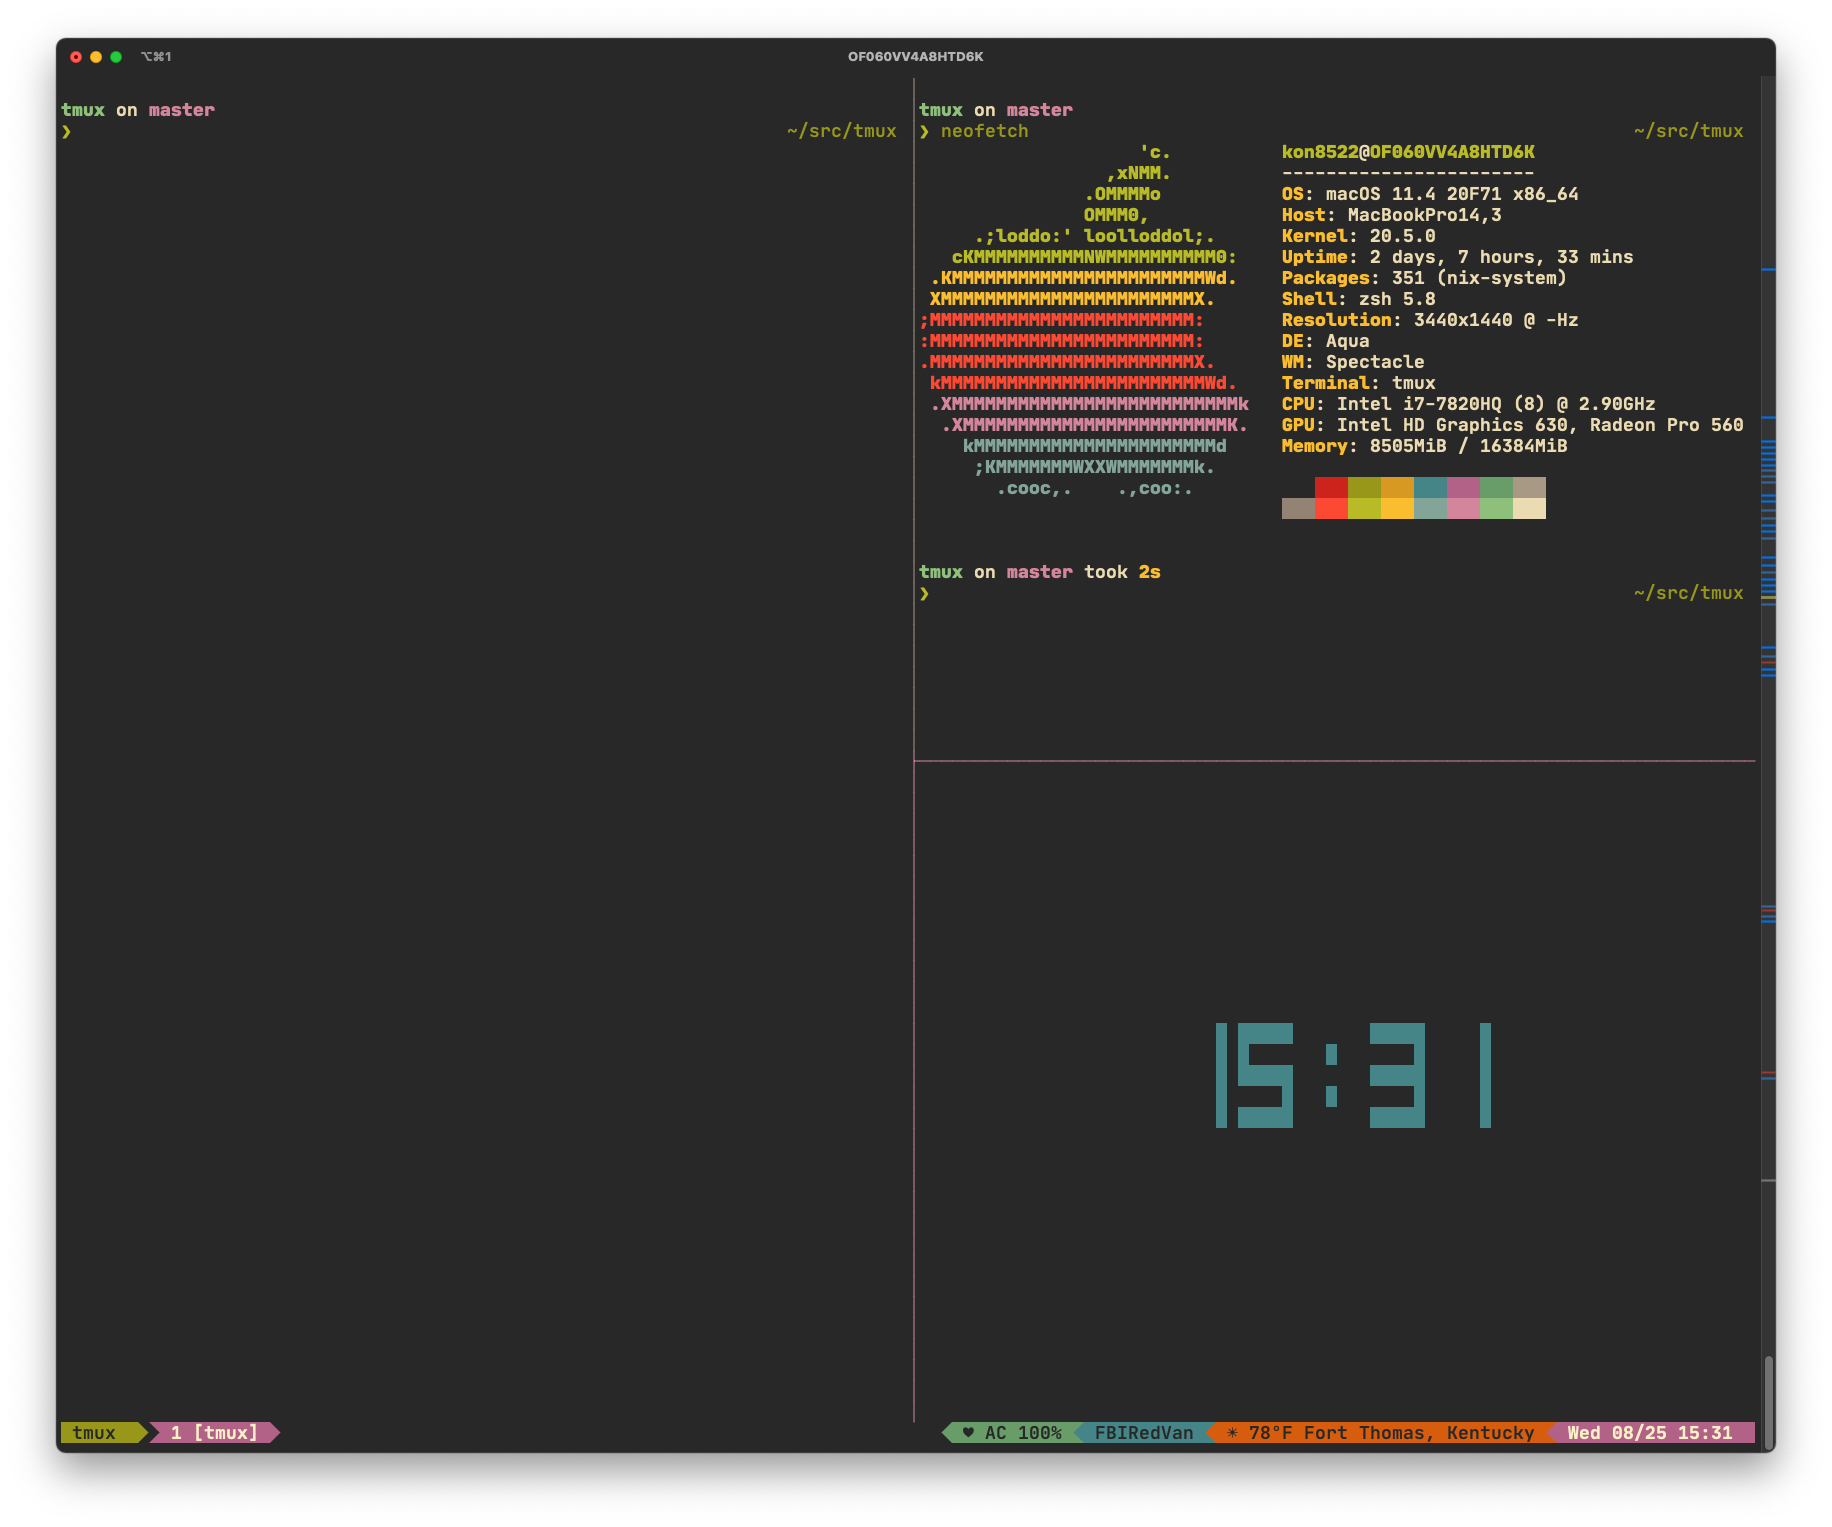 ⌥⌘1
OF060VV4A8HTD6K
tmux on master
❯ ~/src/tmux
tmux on master
❯ neofetch ~/src/tmux
'c.
,xNMM.
.OMMMMo
OMMM0,
.;loddo:' loolloddol;.
cKMMMMMMMMMMNWMMMMMMMMMM0:
.KMMMMMMMMMMMMMMMMMMMMMMMWd.
XMMMMMMMMMMMMMMMMMMMMMMMX.
;MMMMMMMMMMMMMMMMMMMMMMMM:
:MMMMMMMMMMMMMMMMMMMMMMMM:
.MMMMMMMMMMMMMMMMMMMMMMMMX.
kMMMMMMMMMMMMMMMMMMMMMMMMWd.
.XMMMMMMMMMMMMMMMMMMMMMMMMMMk
.XMMMMMMMMMMMMMMMMMMMMMMMMK.
kMMMMMMMMMMMMMMMMMMMMMMd
;KMMMMMMMWXXWMMMMMMMk.
.cooc,. .,coo:.
kon8522@OF060VV4A8HTD6K
-----------------------
OS: macOS 11.4 20F71 x86_64
Host: MacBookPro14,3
Kernel: 20.5.0
Uptime: 2 days, 7 hours, 33 mins
Packages: 351 (nix-system)
Shell: zsh 5.8
Resolution: 3440x1440 @ -Hz
DE: Aqua
WM: Spectacle
Terminal: tmux
CPU: Intel i7-7820HQ (8) @ 2.90GHz
GPU: Intel HD Graphics 630, Radeon Pro 560
Memory: 8505MiB / 16384MiB
tmux on master took 2s
❯ ~/src/tmux
15:31
tmux 1 [tmux] ♥ AC 100% FBIRedVan ☀ 78°F Fort Thomas, Kentucky Wed 08/25 15:31